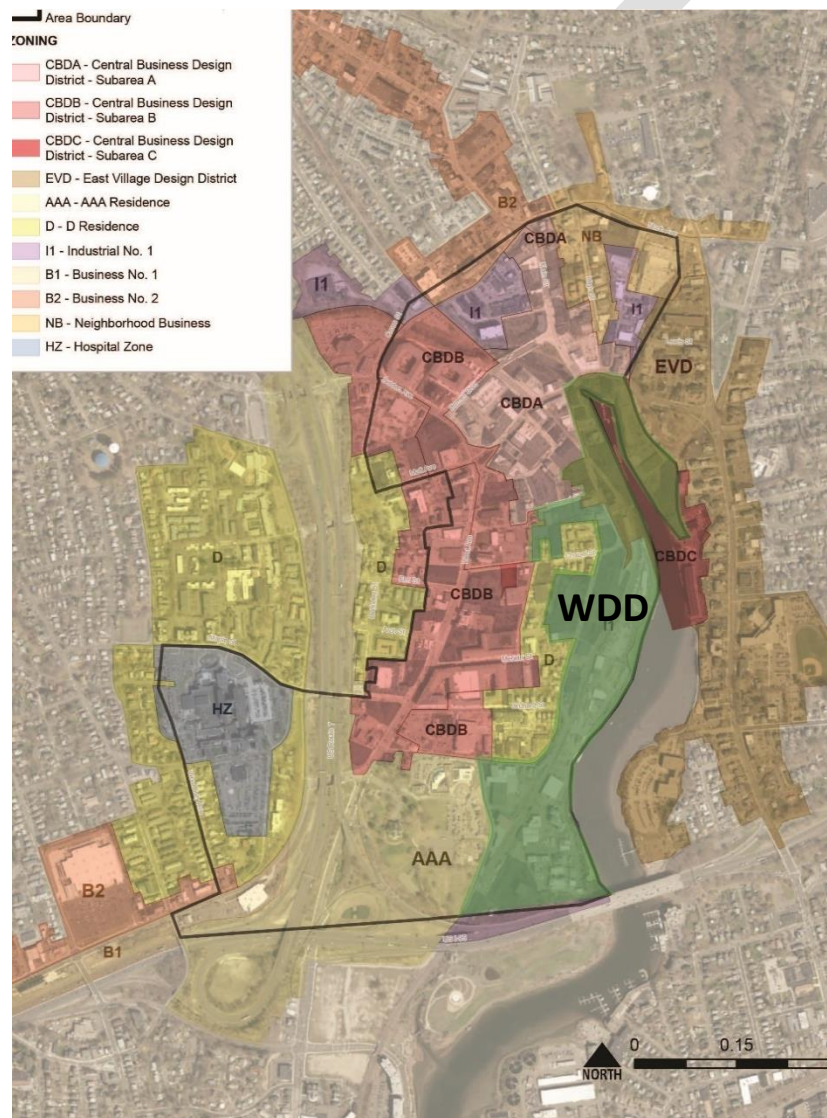 Area Boundary
ZONING
CBDA - Central Business Design
District - Subarea A
CBDB - Central Business Design
District - Subarea B
CBDC - Central Business Design
District - Subarea C
EVD - East Village Design District
AAA - AAA Residence
D - D Residence
I1 - Industrial No. 1
B1 - Business No. 1
B2 - Business No. 2
NB - Neighborhood Business
HZ - Hospital Zone
B2
CBDA
NB
I1
I1
I1
CBDB
EVD
CBDA
CBDC
D
D
CBDB
WDD
D
HZ
CBDB
AAA
B2
B1
0
0.15
NORTH